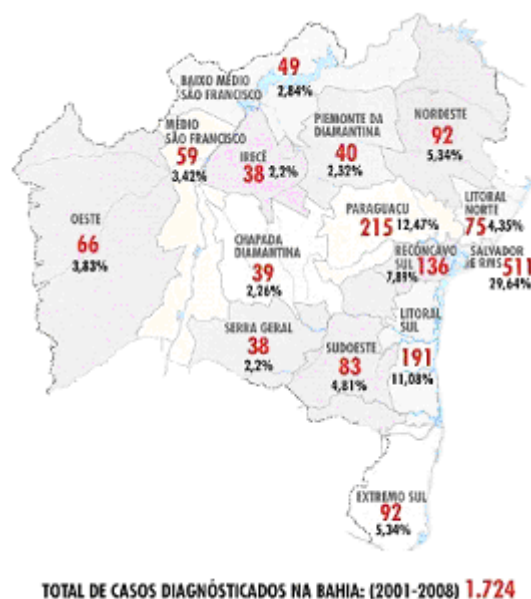 49
BAIXO MÉDIO
SÃO FRANCISCO
2,84%
MÉDIO
SÃO FRANCISCO
59
3,42%
IRECÊ
38 2,2%
PIEMONTE DA
DIAMANTINA
40
2,32%
NORDESTE
92
5,34%
OESTE
66
3,83%
CHAPADA
DIAMANTINA
39
2,26%
PARAGUAÇU
215 12,47%
LITORAL
NORTE
75 4,35%
RECÔNCAVO
SUL 136
7,89%
SALVADOR
E RMS 511
29,64%
SERRA GERAL
38
2,2%
SUDOESTE
83
4,81%
LITORAL
SUL
191
11,08%
EXTREMO SUL
92
5,34%
TOTAL DE CASOS DIAGNÓSTICADOS NA BAHIA: (2001-2008) 1.724